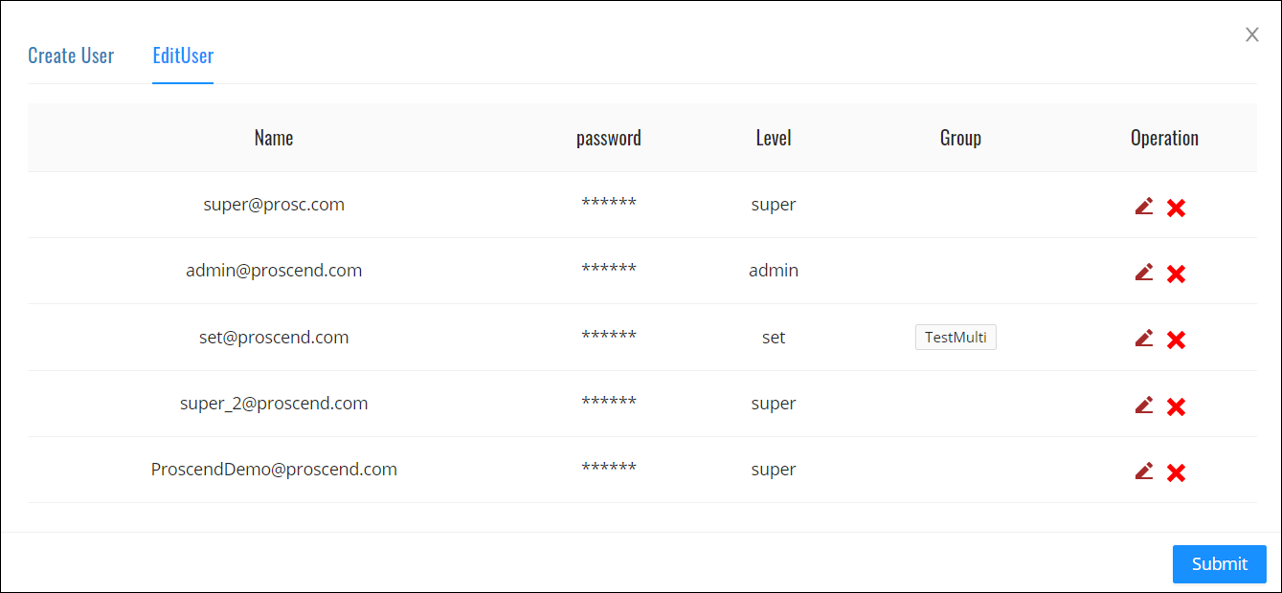 Create User EditUser
Name password Level Group Operation
super@prosc.com ****** super
admin@proscend.com ****** admin
set@proscend.com ****** set TestMulti
super_2@proscend.com ****** super
ProscendDemo@proscend.com ****** super
Submit